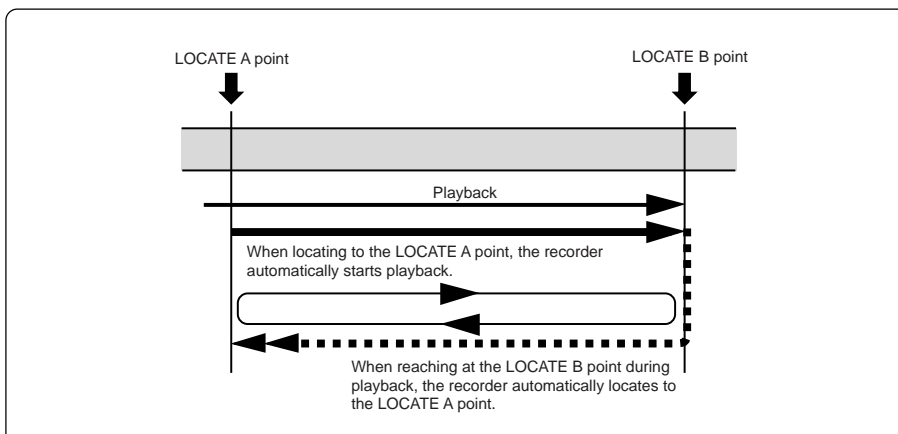 LOCATE A point
LOCATE B point
Playback
When locating to the LOCATE A point, the recorder
automatically starts playback.
When reaching at the LOCATE B point during
playback, the recorder automatically locates to
the LOCATE A point.